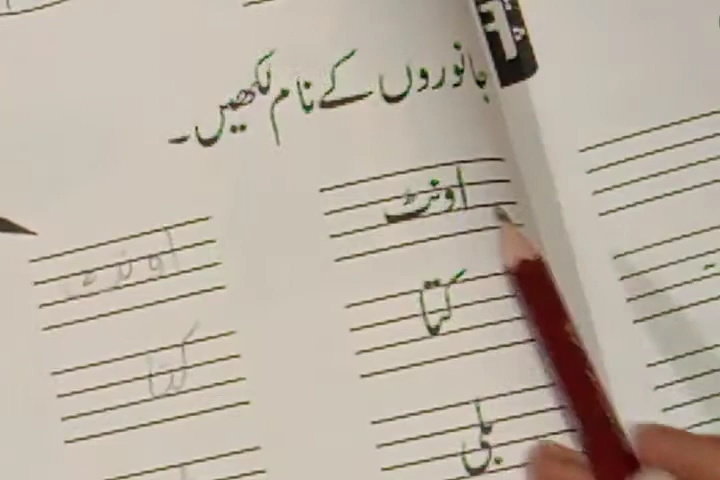 جانوروں کے نام لکھیں۔
اونٹ
اونٹ
کتا
کتا
بلی